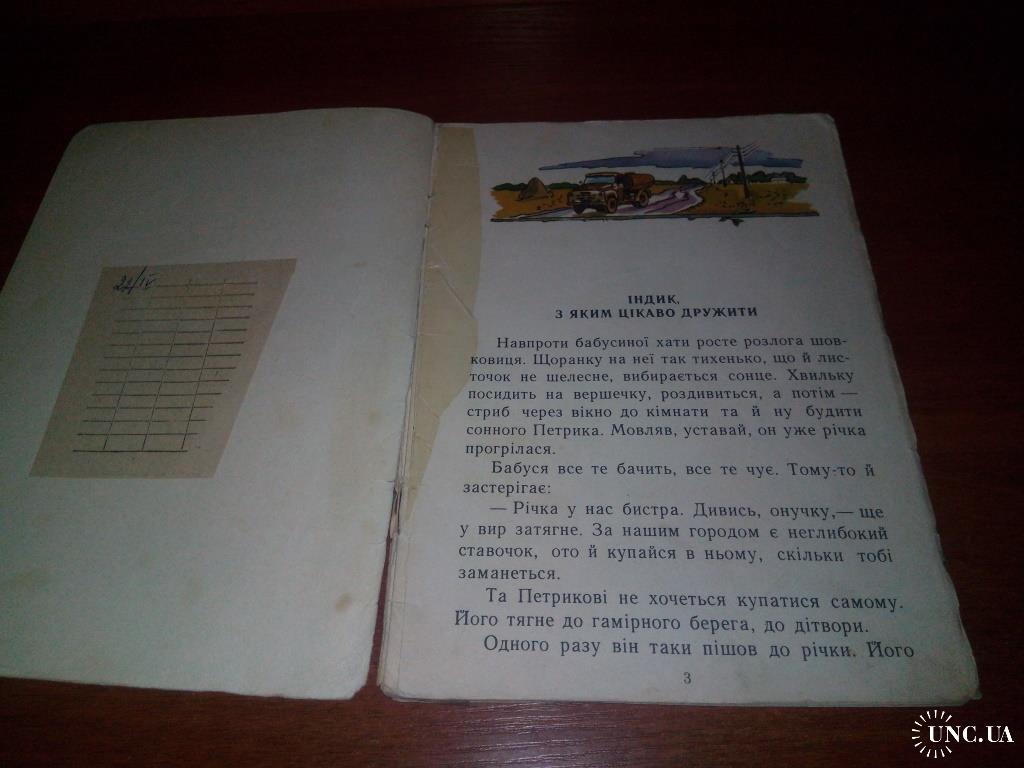 22/IV
ІНДИК,
З ЯКИМ ЦІКАВО ДРУЖИТИ
Навпроти бабусиної хати росте розлога шов-
ковиця. Щоранку на неї так тихенько, що й лис-
точок не шелесне, вибирається сонце. Хвильку
посидить на вершечку, роздивиться, а потім —
стриб через вікно до кімнати та й ну будити
сонного Петрика. Мовляв, уставай, он уже річка
прогрілася.
Бабуся все те бачить, все те чує. Тому-то й
застерігає:
— Річка у нас бистра. Дивись, онучку,— ще
у вир затягне. За нашим городом є неглибокий
ставочок, ото й купайся в ньому, скільки тобі
заманеться.
Та Петрикові не хочеться купатися самому.
Його тягне до гамірного берега, до дітвори.
Одного разу він таки пішов до річки. Його
3
UNC.UA